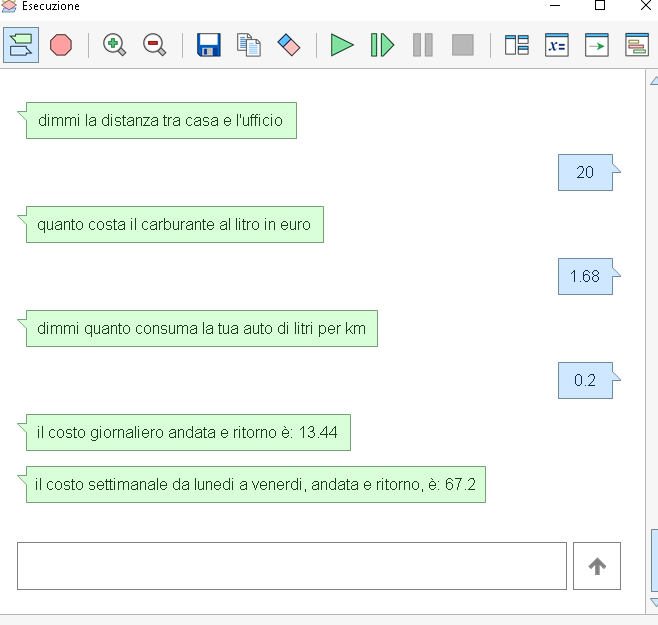 Esecuzione
x=
dimmi la distanza tra casa e l'ufficio
20
quanto costa il carburante al litro in euro
1.68
dimmi quanto consuma la tua auto di litri per km
0.2
il costo giornaliero andata e ritorno è: 13.44
il costo settimanale da lunedi a venerdi, andata e ritorno, è: 67.2